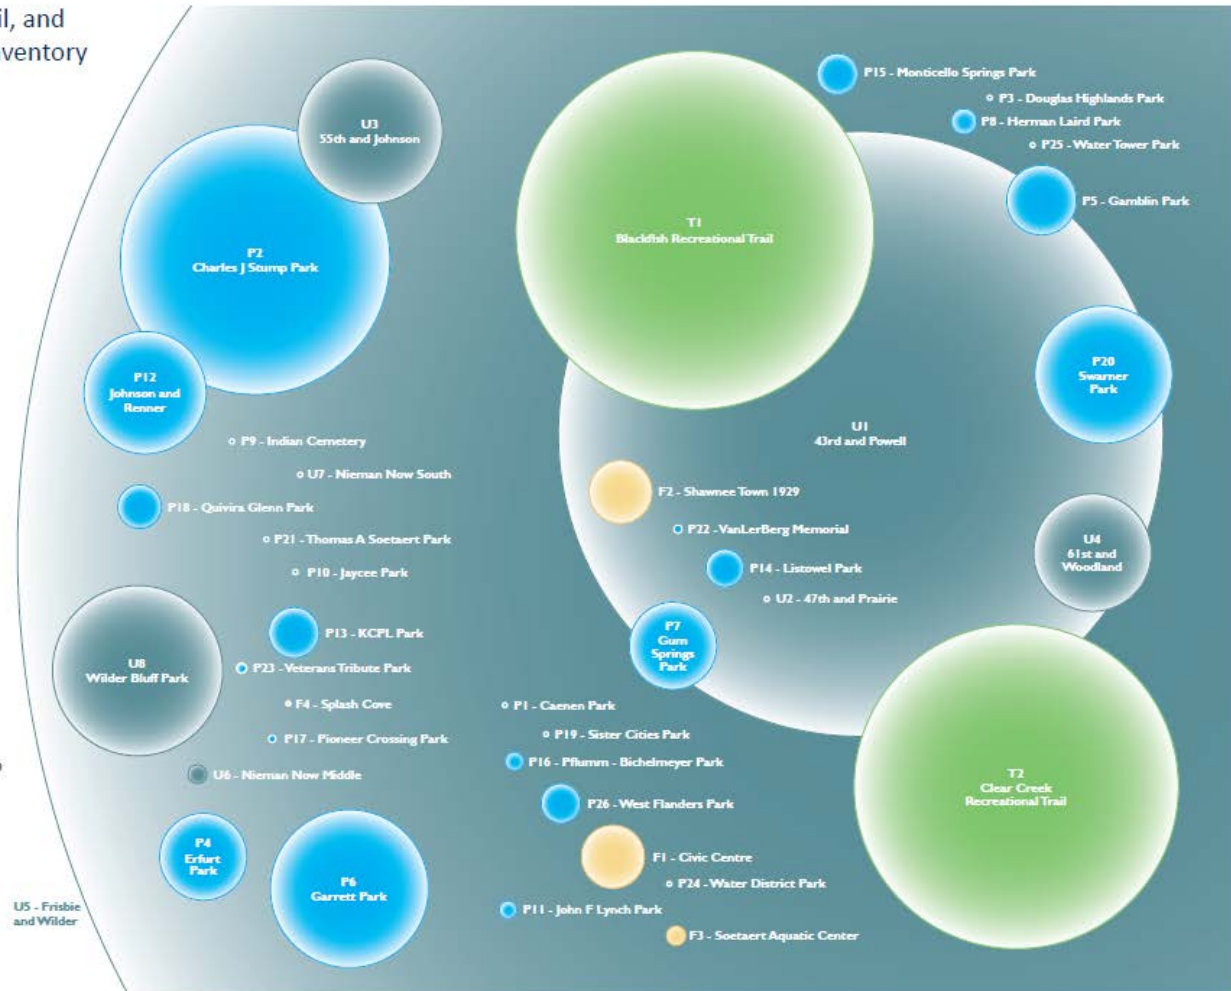 il, and
ventory
U3
55th and Johnson
P2
Charles J Stump Park
P12
Johnson and
Renner
P9 - Indian Cemetery
U7 - Nieman Now South
P18 - Quivira Glenn Park
P21 - Thomas A Soetaert Park
P10 - Jaycee Park
P13 - KCPL Park
U8
Wilder Bluff Park
P23 - Veterans Tribute Park
F4 - Splash Cove
P17 - Pioneer Crossing Park
U6 - Nieman Now Middle
P4
Erfurt
Park
P6
Garrett Park
U5 - Frisbie
and Wilder
T1
Blackfish Recreational Trail
P15 - Monticello Springs Park
P3 - Douglas Highlands Park
P8 - Herman Laird Park
P25 - Water Tower Park
P5 - Gamblin Park
P20
Swarner
Park
U1
43rd and Powell
F2 - Shawnee Town 1929
P22 - VanLerBerg Memorial
P14 - Listowel Park
U2 - 47th and Prairie
U4
61st and
Woodland
P7
Gum
Springs
Park
P1 - Caenen Park
P19 - Sister Cities Park
P16 - Pflumm - Bichelmeyer Park
P26 - West Flanders Park
F1 - Civic Centre
P24 - Water District Park
P11 - John F Lynch Park
F3 - Soetaert Aquatic Center
T2
Clear Creek
Recreational Trail